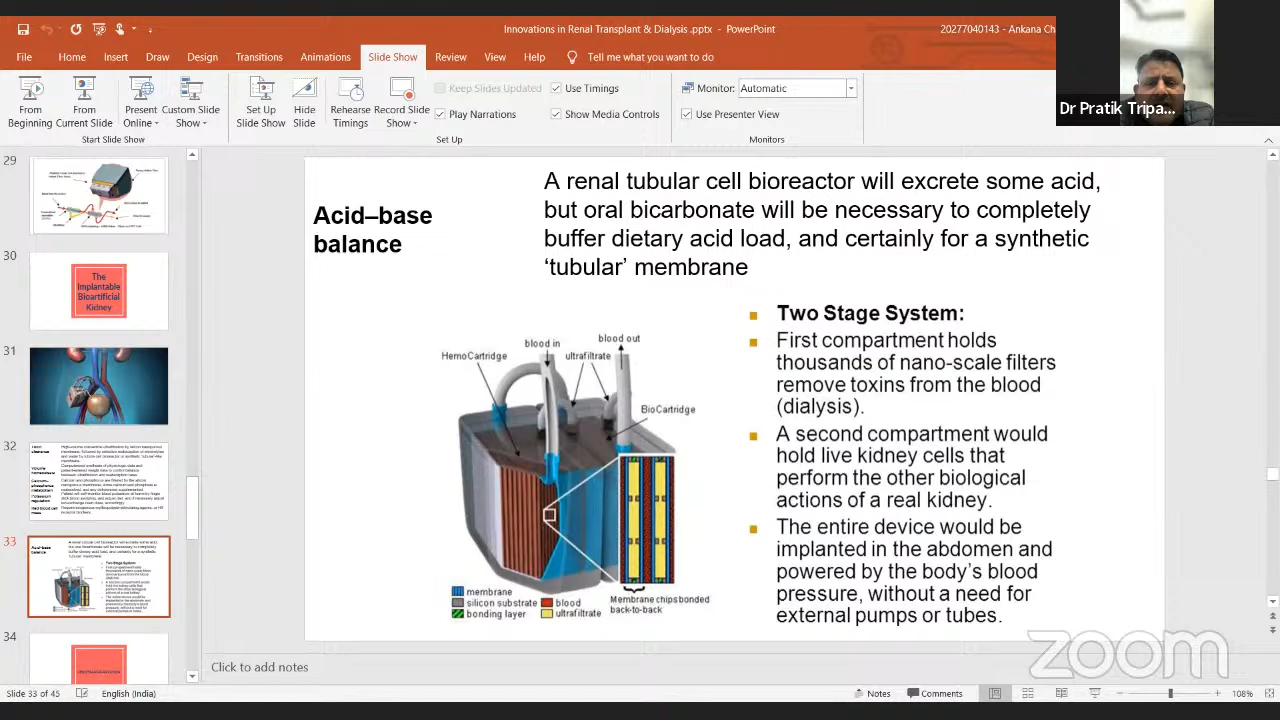 Innovations in Renal Transplant & Dialysis .pptx - PowerPoint
20277040143 - Ankana Ch
File Home Insert Draw Design Transitions Animations Slide Show Review View Help Tell me what you want to do
From Beginning
From Current Slide
Present Online
Custom Slide Show
Set Up Slide Show
Hide Slide
Rehearse Timings
Record Slide Show
Keep Slides Updated
Play Narrations
Use Timings
Show Media Controls
Monitor: Automatic
Use Presenter View
Start Slide Show
Set Up
Monitors
Dr Pratik Tripa...
29
30
The
Implantable
Bioartificial
Kidney
31
32
33
34
Acid–base
balance
A renal tubular cell bioreactor will excrete some acid,
but oral bicarbonate will be necessary to completely
buffer dietary acid load, and certainly for a synthetic
‘tubular’ membrane
blood in
blood out
HemoCartridge
ultrafiltrate
BioCartridge
membrane
silicon substrate
bonding layer
blood
ultrafiltrate
Membrane chips bonded
back-to-back
Two Stage System:
First compartment holds
thousands of nano-scale filters
remove toxins from the blood
(dialysis).
A second compartment would
hold live kidney cells that
perform the other biological
actions of a real kidney.
The entire device would be
implanted in the abdomen and
powered by the body's blood
pressure, without a need for
external pumps or tubes.
zoom
Click to add notes
Slide 33 of 45 English (India) Notes Comments 108%